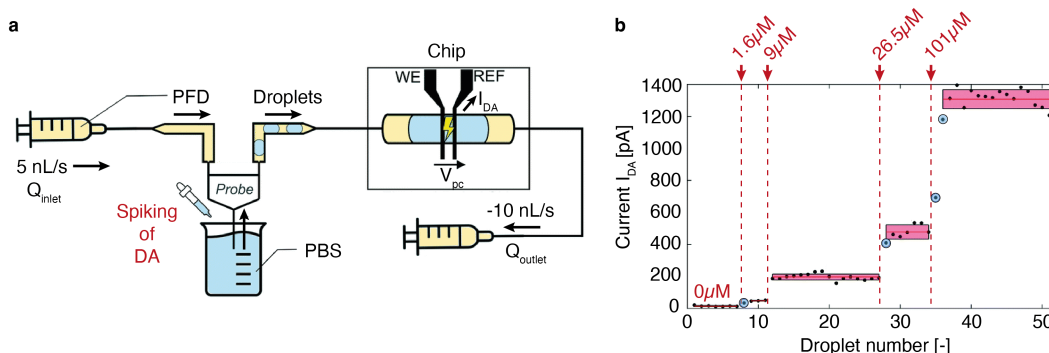 a
Chip
WE
REF
I_DA
PFD
Droplets
5 nL/s
Q_inlet
Probe
V_pc
Spiking
of
DA
-10 nL/s
Q_outlet
PBS
b
1.6µM
9µM
26.5µM
101µM
1400
1200
1000
800
600
400
200
0
Current I_DA [pA]
0µM
0
10
20
30
40
50
Droplet number [-]